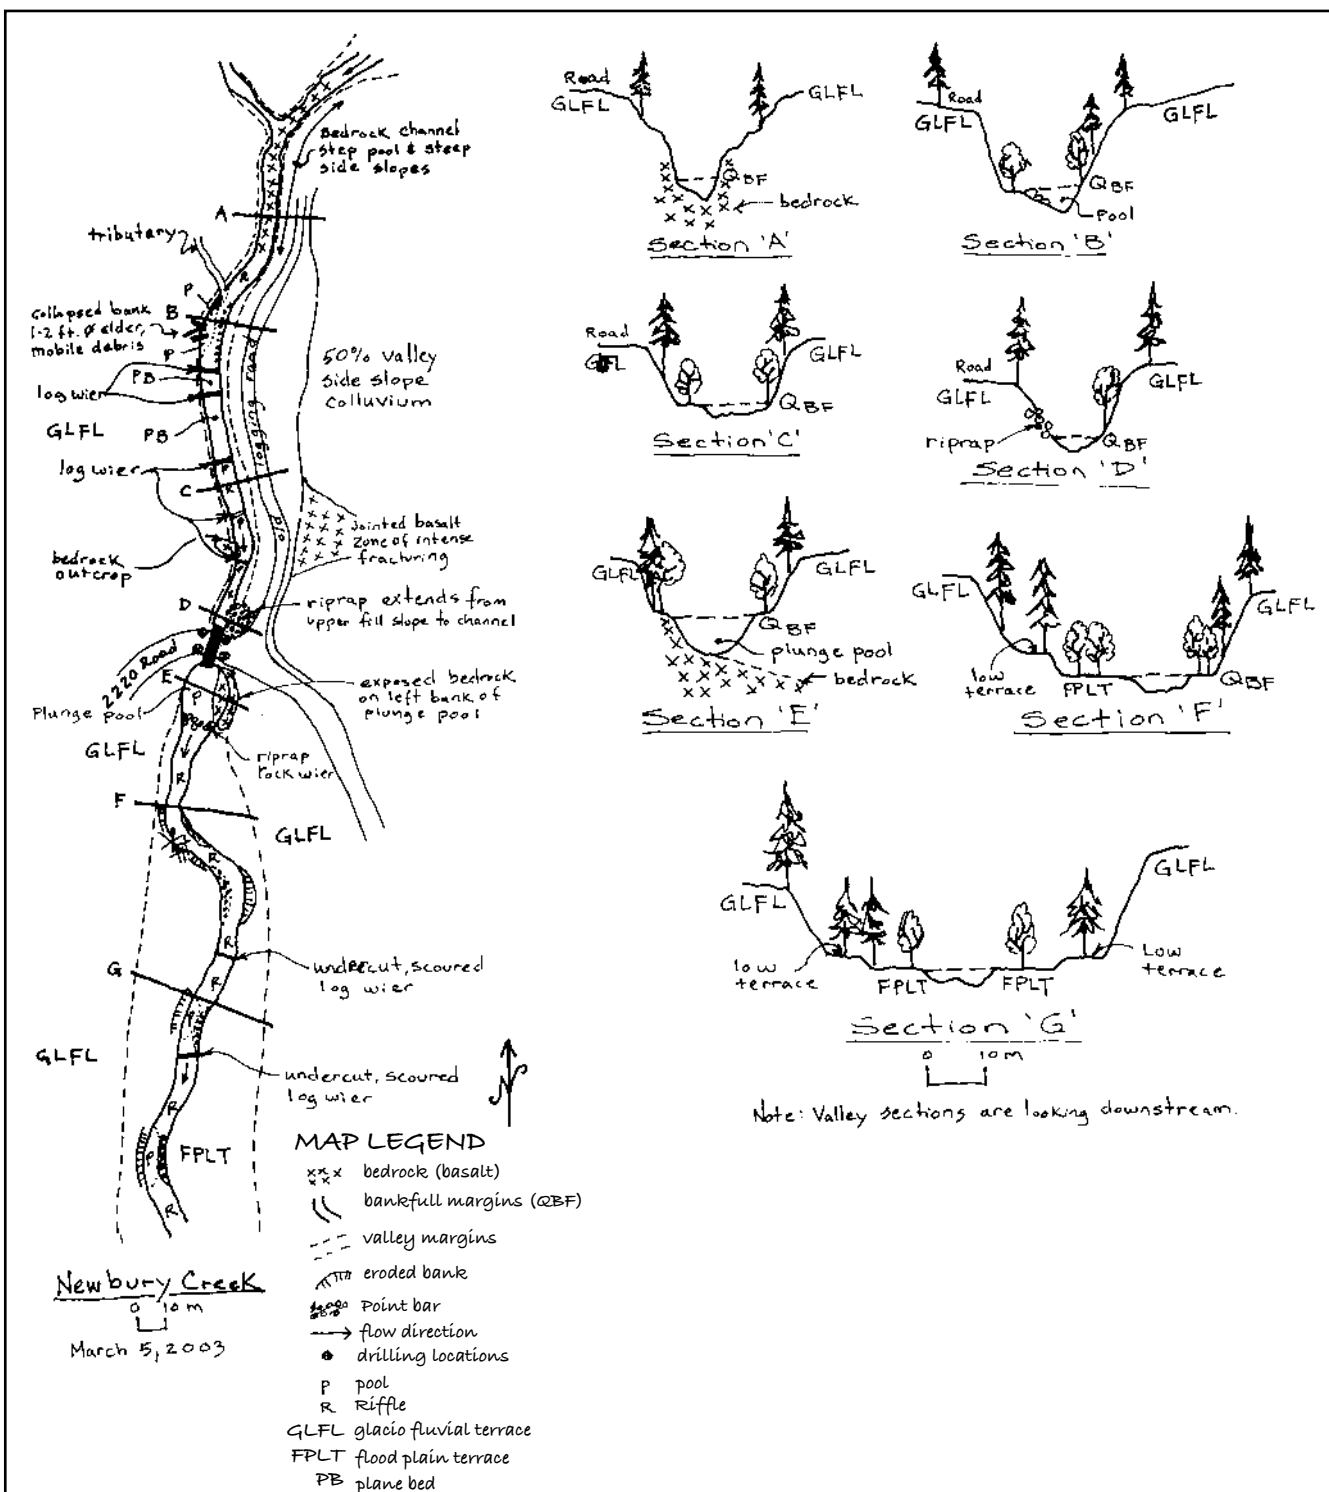 Bedrock channel
step pool & steep
side slopes
A
tributary
R
P
collapsed bank
1-2 ft. ø elder,
mobile debris
B
P
PB
log wier
GLFL
PB
50% valley
side slope
colluvium
log wier
P
C
R
Jointed basalt
zone of intense
fracturing
bedrock
outcrop
D
riprap extends from
upper fill slope to channel
2220 Road
E
P
Plunge pool
exposed bedrock
on left bank of
plunge pool
GLFL
riprap
rock wier
R
F
GLFL
R
R
undercut, scoured
log wier
G
R
GLFL
undercut, scoured
log wier
R
P
FPLT
R
N
Newbury Creek
0 10 m
March 5, 2003
MAP LEGEND
bedrock (basalt)
bankfull margins (QBF)
valley margins
eroded bank
Point bar
flow direction
drilling locations
P pool
R Riffle
GLFL glacio fluvial terrace
FPLT flood plain terrace
PB plane bed
Road
GLFL
GLFL
QBF
bedrock
Section 'A'
Road
GLFL
GLFL
QBF
Pool
Section 'B'
Road
GLFL
GLFL
QBF
Section 'C'
Road
GLFL
GLFL
riprap
QBF
Section 'D'
GLFL
GLFL
QBF
plunge pool
bedrock
Section 'E'
GLFL
GLFL
low
terrace
FPLT
QBF
Section 'F'
GLFL
GLFL
low
terrace
FPLT
FPLT
Low
terrace
Section 'G'
0 10 m
Note: Valley sections are looking downstream.